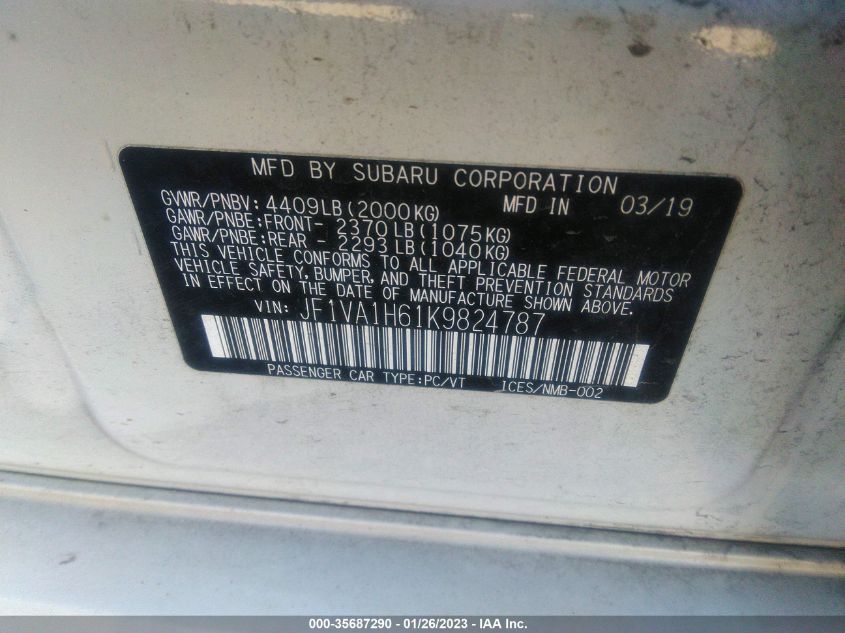 MFD BY SUBARU CORPORATION
GVWR/PNBV: 4409LB(2000KG) MFD IN 03/19
GAWR/PNBE:FRONT- 2370LB(1075KG)
GAWR/PNBE:REAR - 2293LB(1040KG)
THIS VEHICLE CONFORMS TO ALL APPLICABLE FEDERAL MOTOR
VEHICLE SAFETY, BUMPER, AND THEFT PREVENTION STANDARDS
IN EFFECT ON THE DATE OF MANUFACTURE SHOWN ABOVE.
VIN: JF1VA1H61K9824787
PASSENGER CAR TYPE:PC/VT ICES/NMB-002
000-35687290 - 01/26/2023 - IAA Inc.